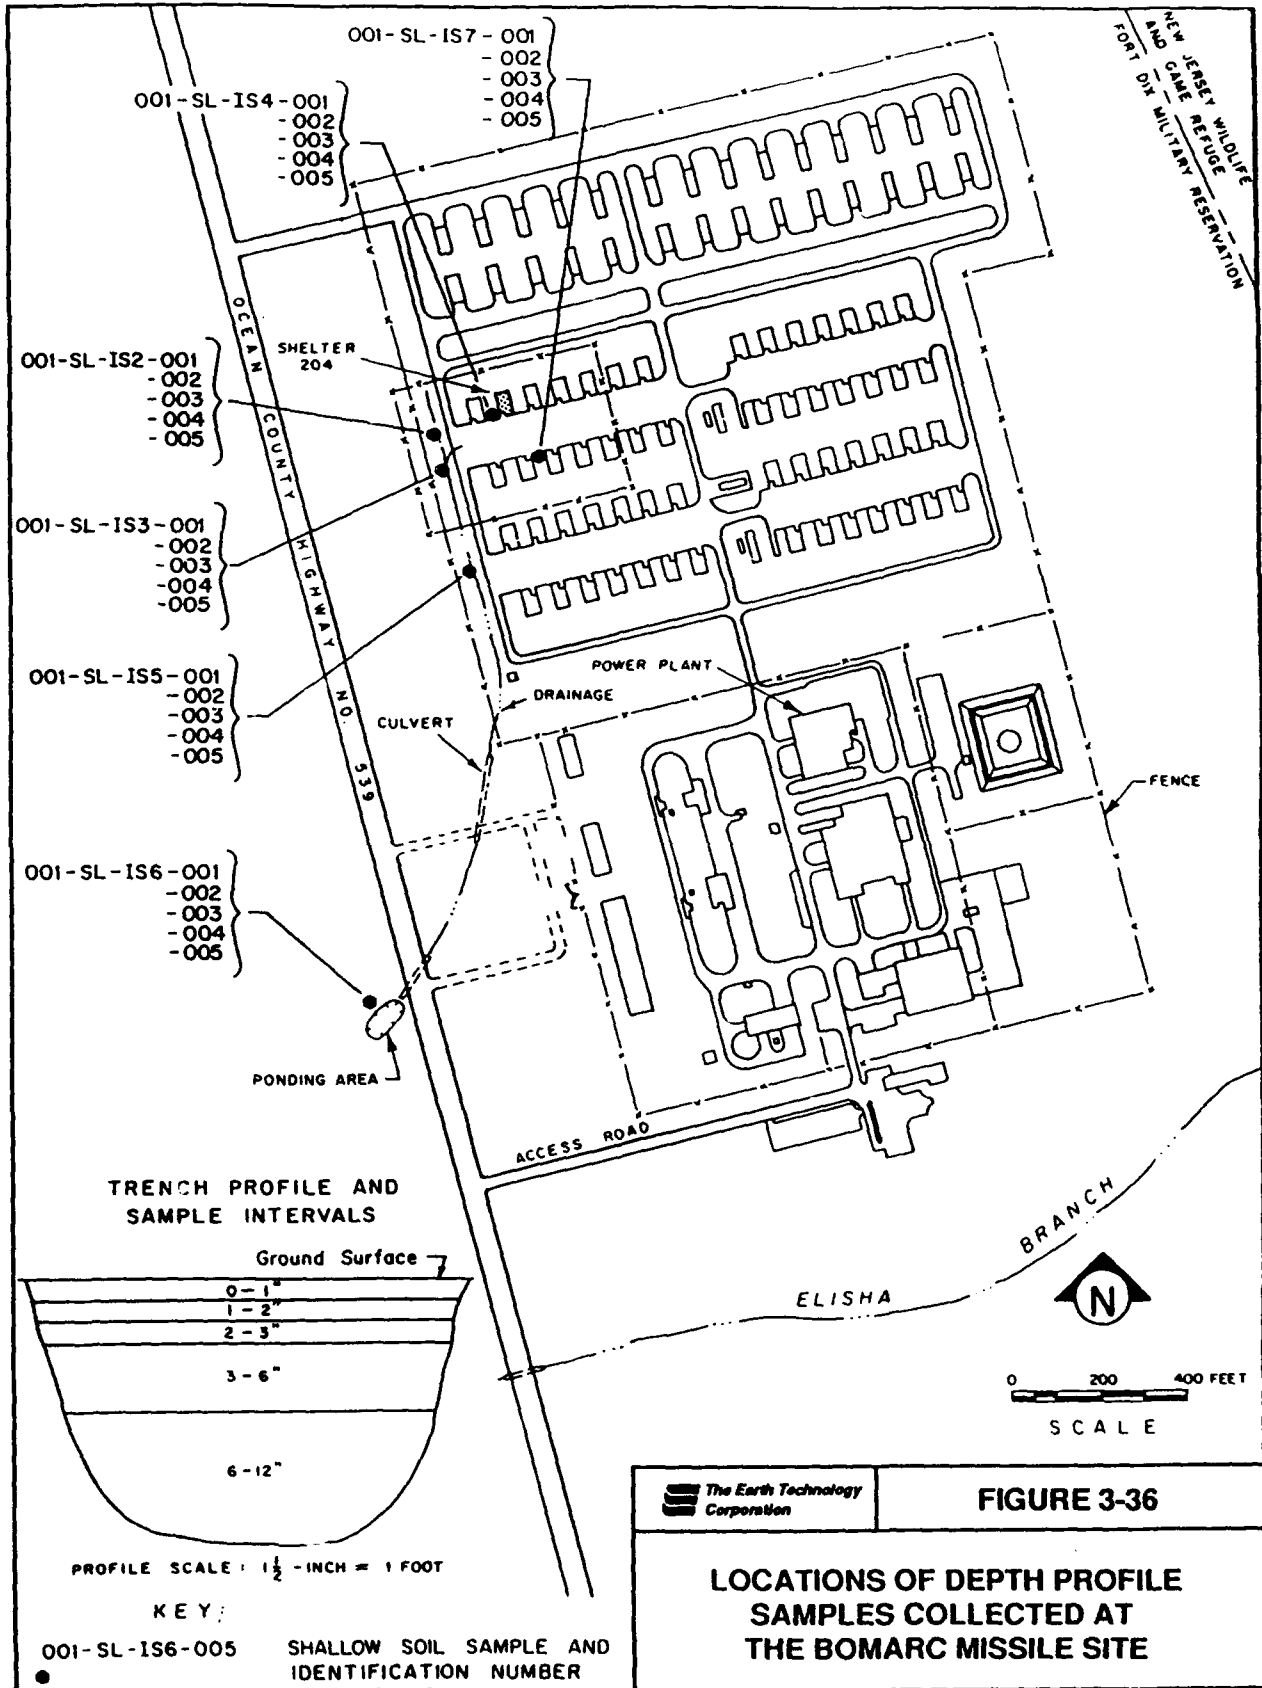 001-SL-IS7-001
-002
-003
-004
-005
001-SL-IS4-001
-002
-003
-004
-005
NEW JERSEY WILDLIFE
AND GAME REFUGE
FORT DIX MILITARY RESERVATION
OCEAN COUNTY HIGHWAY NO. 539
SHELTER
204
001-SL-IS2-001
-002
-003
-004
-005
001-SL-IS3-001
-002
-003
-004
-005
001-SL-IS5-001
-002
-003
-004
-005
POWER PLANT
DRAINAGE
CULVERT
FENCE
001-SL-IS6-001
-002
-003
-004
-005
PONDING AREA
ACCESS ROAD
TRENCH PROFILE AND
SAMPLE INTERVALS
Ground Surface
0-1"
1-2"
2-3"
3-6"
6-12"
PROFILE SCALE: 1½-INCH = 1 FOOT
ELISHA BRANCH
N
0 200 400 FEET
SCALE
KEY:
001-SL-IS6-005 SHALLOW SOIL SAMPLE AND
IDENTIFICATION NUMBER
The Earth Technology
Corporation
FIGURE 3-36
LOCATIONS OF DEPTH PROFILE
SAMPLES COLLECTED AT
THE BOMARC MISSILE SITE